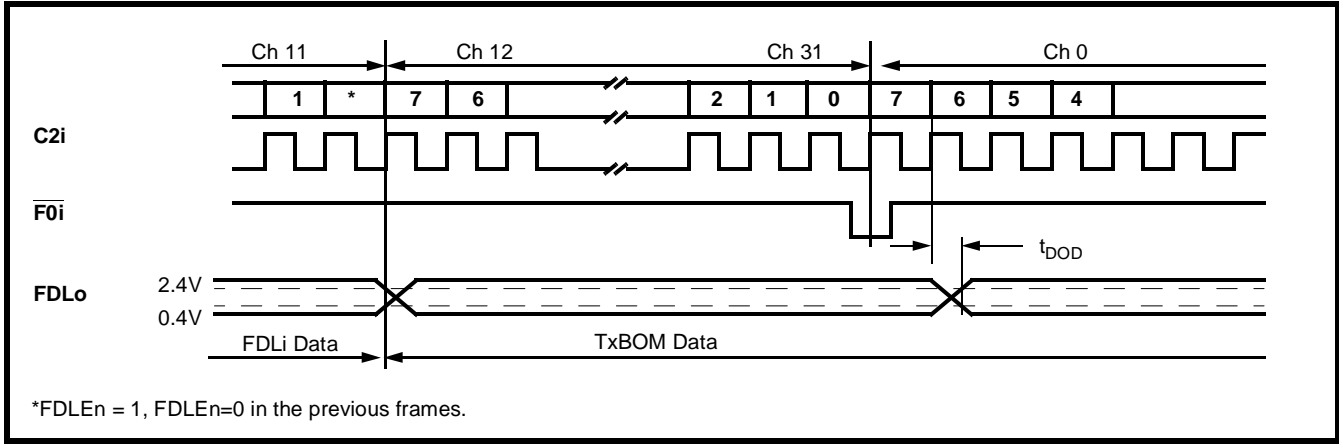 Ch 11 Ch 12 Ch 31 Ch 0
1 * 7 6 2 1 0 7 6 5 4
C2i
F0i
tDOD
FDLo
2.4V
0.4V
FDLi Data TxBOM Data
*FDLEn = 1, FDLEn=0 in the previous frames.